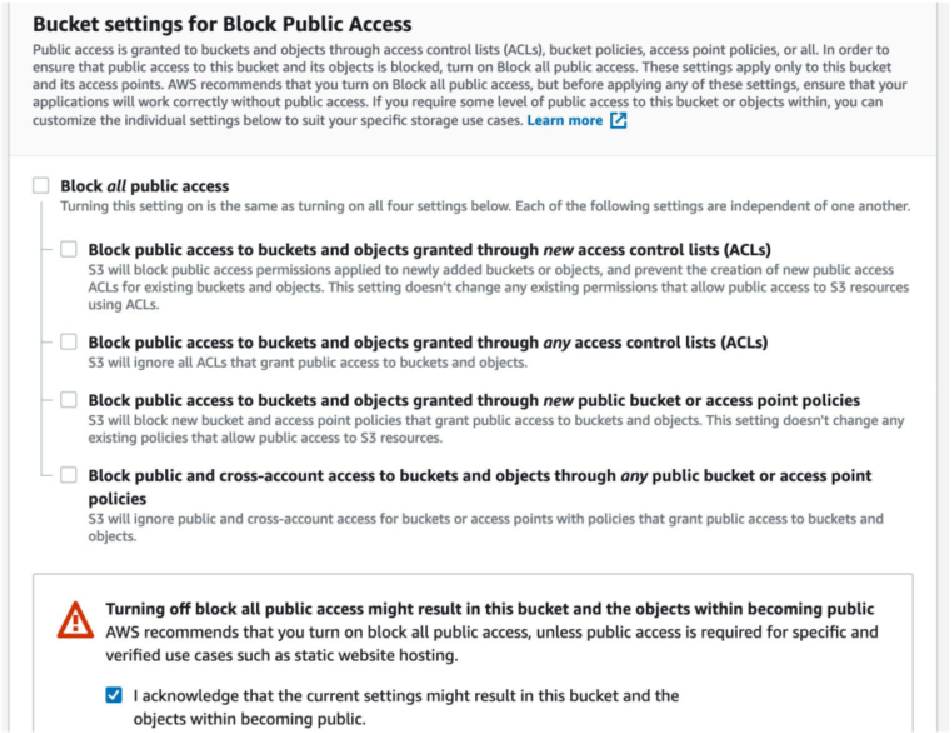 Bucket settings for Block Public Access
Public access is granted to buckets and objects through access control lists (ACLs), bucket policies, access point policies, or all. In order to
ensure that public access to this bucket and its objects is blocked, turn on Block all public access. These settings apply only to this bucket
and its access points. AWS recommends that you turn on Block all public access, but before applying any of these settings, ensure that your
applications will work correctly without public access. If you require some level of public access to this bucket or objects within, you can
customize the individual settings below to suit your specific storage use cases. Learn more
Block all public access
Turning this setting on is the same as turning on all four settings below. Each of the following settings are independent of one another.
Block public access to buckets and objects granted through new access control lists (ACLs)
S3 will block public access permissions applied to newly added buckets or objects, and prevent the creation of new public access
ACLs for existing buckets and objects. This setting doesn't change any existing permissions that allow public access to S3 resources
using ACLs.
Block public access to buckets and objects granted through any access control lists (ACLs)
S3 will ignore all ACLs that grant public access to buckets and objects.
Block public access to buckets and objects granted through new public bucket or access point policies
S3 will block new bucket and access point policies that grant public access to buckets and objects. This setting doesn't change any
existing policies that allow public access to S3 resources.
Block public and cross-account access to buckets and objects through any public bucket or access point
policies
S3 will ignore public and cross-account access for buckets or access points with policies that grant public access to buckets and
objects.
Turning off block all public access might result in this bucket and the objects within becoming public
AWS recommends that you turn on block all public access, unless public access is required for specific and
verified use cases such as static website hosting.
I acknowledge that the current settings might result in this bucket and the
objects within becoming public.